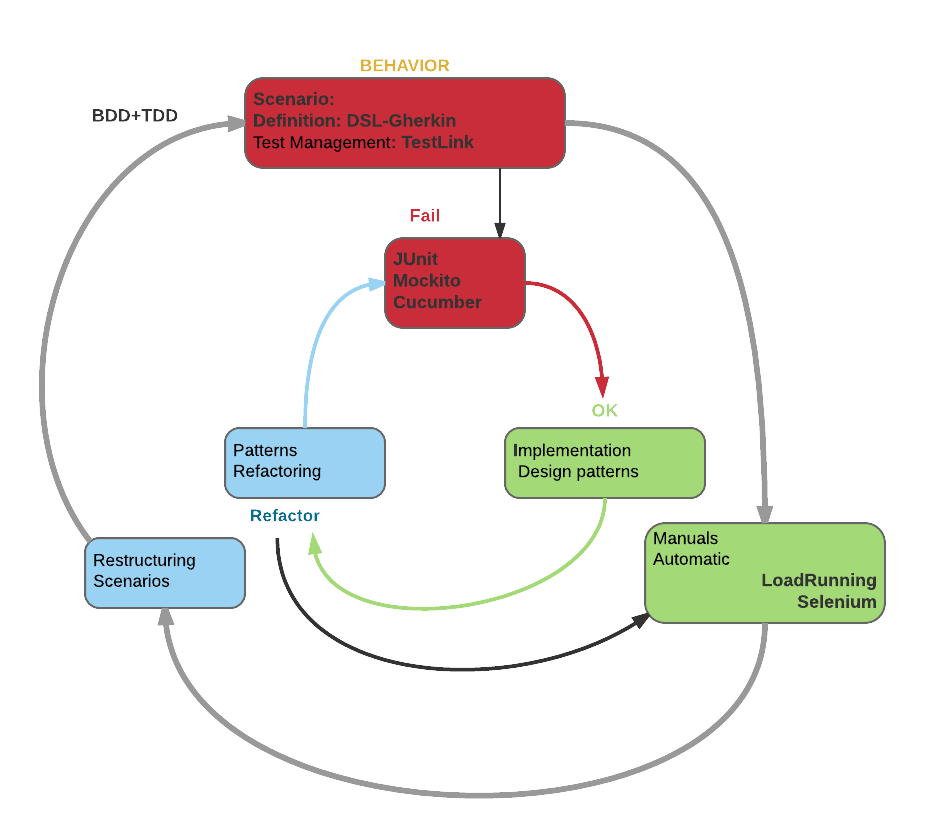 BEHAVIOR
BDD+TDD
Scenario:
Definition: DSL-Gherkin
Test Management: TestLink
Fail
JUnit
Mockito
Cucumber
OK
Patterns
Refactoring
Implementation
Design patterns
Refactor
Manuals
Automatic
LoadRunning
Selenium
Restructuring
Scenarios